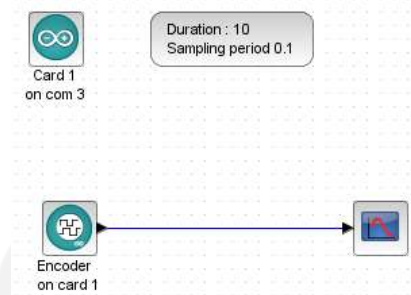 Duration : 10
Sampling period 0.1
Card 1
on com 3
Encoder
on card 1